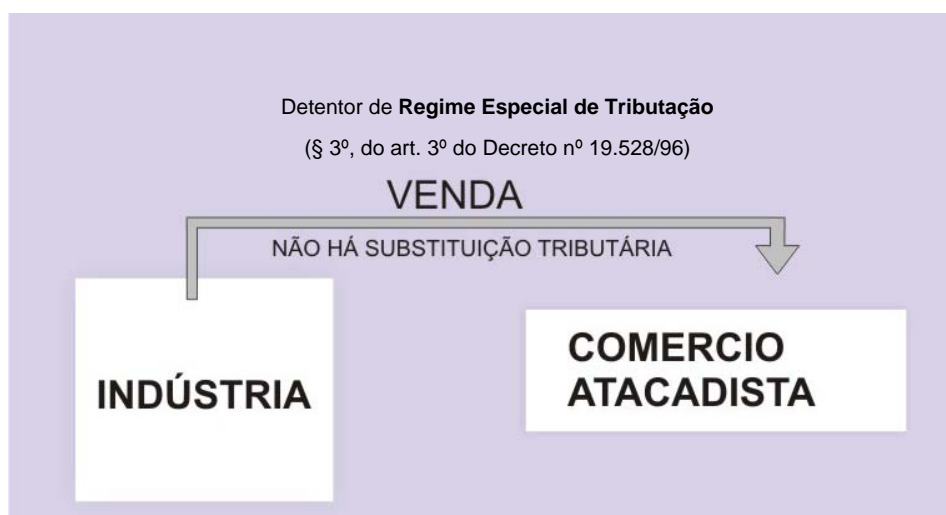 Detentor de Regime Especial de Tributação
(§ 3º, do art. 3º do Decreto nº 19.528/96)
VENDA
NÃO HÁ SUBSTITUIÇÃO TRIBUTÁRIA
INDÚSTRIA
COMERCIO
ATACADISTA